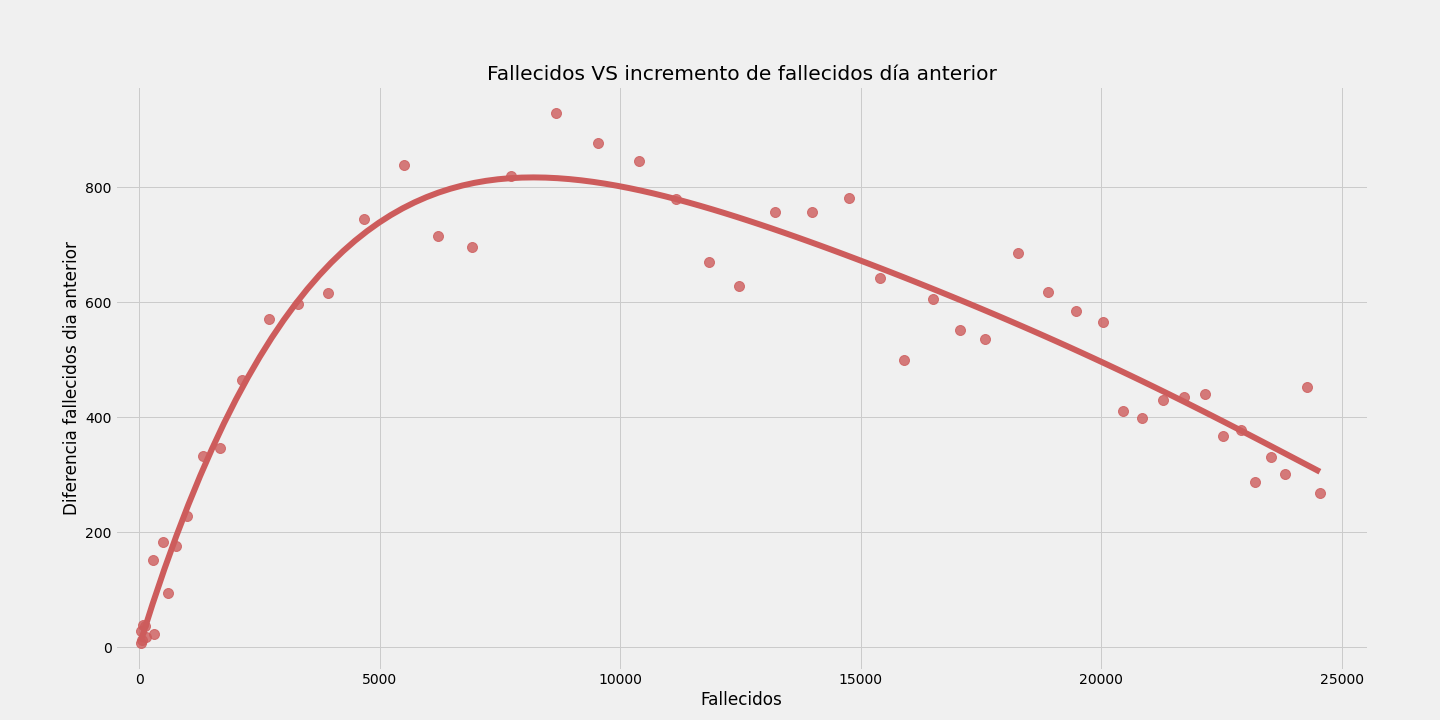 Fallecidos VS incremento de fallecidos día anterior
Diferencia fallecidos dia anterior
800
600
400
200
0
0 5000 10000 15000 20000 25000
Fallecidos